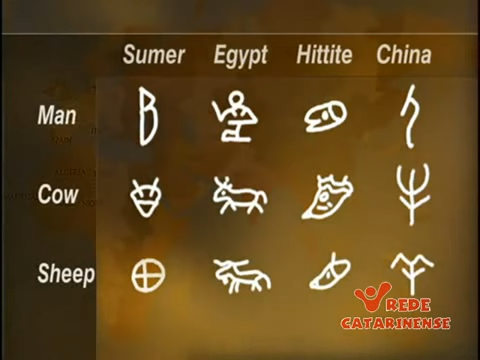 Sumer Egypt Hittite China
Man
Cow
Sheep
REDE
CATARINENSE